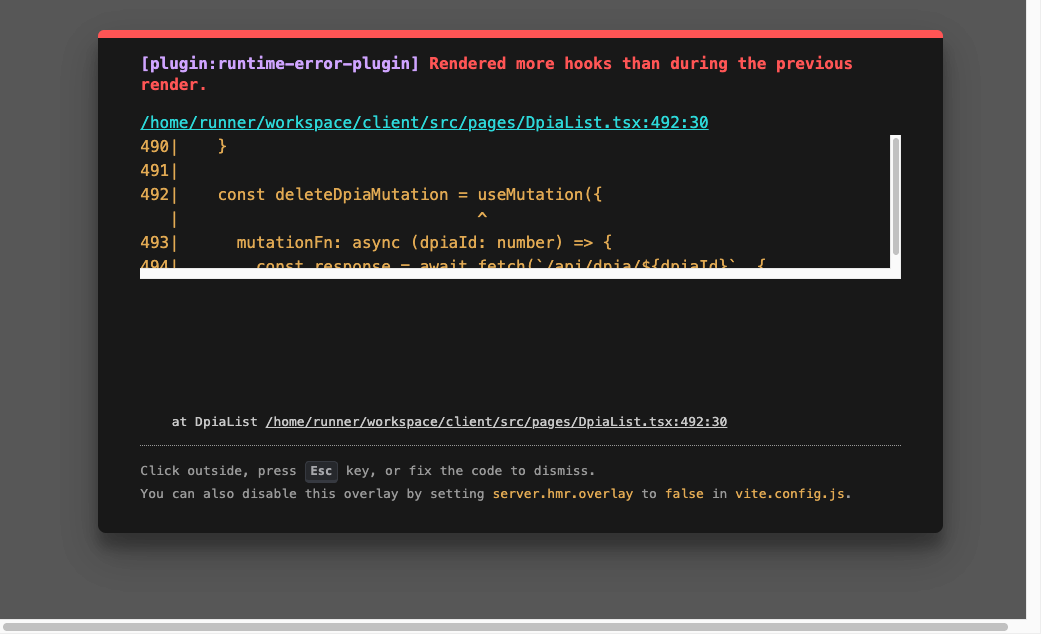 [plugin:runtime-error-plugin] Rendered more hooks than during the previous
render.
/home/runner/workspace/client/src/pages/DpiaList.tsx:492:30
490|    }
491|
492|    const deleteDpiaMutation = useMutation({
   |                               ^
493|      mutationFn: async (dpiaId: number) => {
494|        const response = await fetch(`/api/dpia/${dpiaId}`, {
at DpiaList /home/runner/workspace/client/src/pages/DpiaList.tsx:492:30
Click outside, press Esc key, or fix the code to dismiss.
You can also disable this overlay by setting server.hmr.overlay to false in vite.config.js.